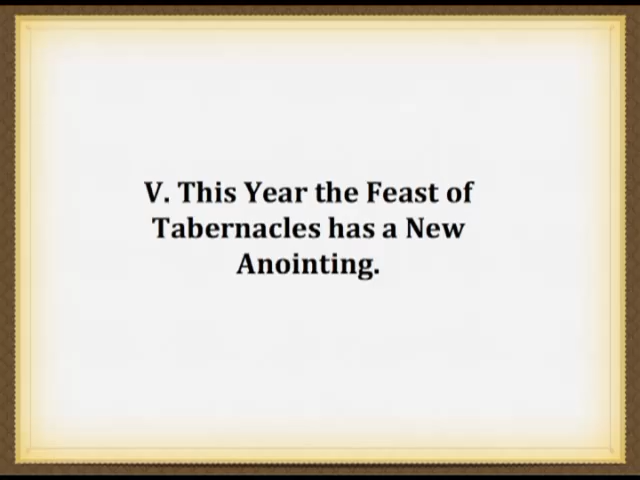 V. This Year the Feast of
Tabernacles has a New
Anointing.